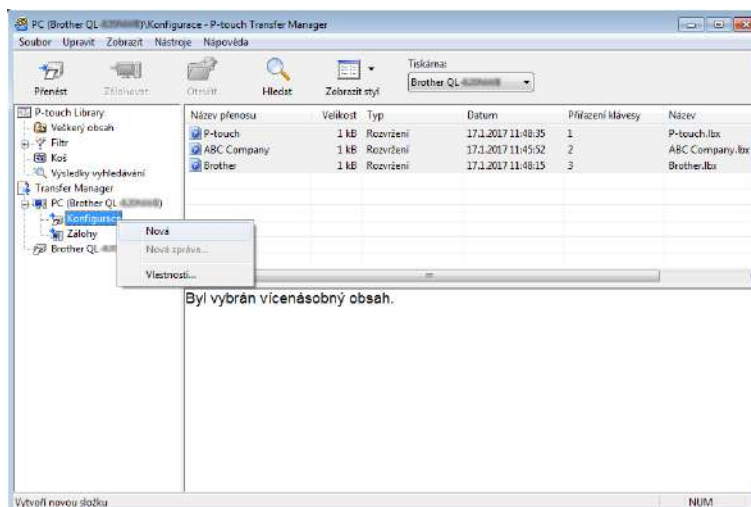 PC (Brother QL-)\Konfigurace - P-touch Transfer Manager
Soubor Upravit Zobrazit Nástroje Nápověda
Přenést Zálohovat Otevřít Hledat Zobrazit styl
Tiskárna:
Brother QL-
P-touch Library
Veškerý obsah
Filtr
Koš
Výsledky vyhledávání
Transfer Manager
PC (Brother QL-)
Konfigurace
Zálohy
Brother QL-
Nová
Nová zpráva...
Vlastnosti...
Název přenosu Velikost Typ Datum Přiřazení klávesy Název
P-touch 1 kB Rozvržení 17.1.2017 11:48:35 1 P-touch.lbx
ABC Company 1 kB Rozvržení 17.1.2017 11:45:52 2 ABC Company.lbx
Brother 1 kB Rozvržení 17.1.2017 11:48:15 3 Brother.lbx
Byl vybrán vícenásobný obsah.
Vytvoří novou složku
NUM